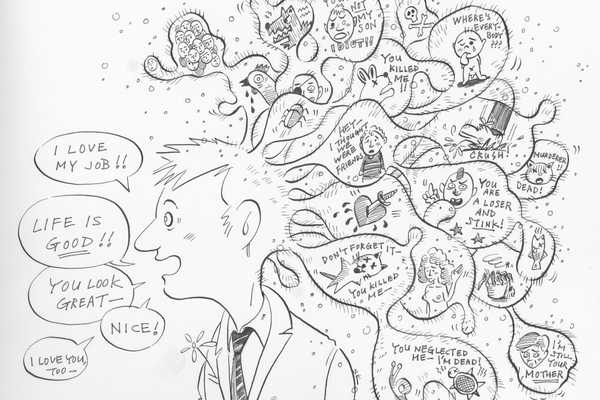 I LOVE
MY JOB!!
LIFE IS
GOOD!!
YOU LOOK
GREAT—
NICE!
I LOVE YOU,
TOO—
NOT
MY SON
IDIOT!!
YOU
KILLED
ME!!
WHERE'S
EVERY-
BODY
???
HEY—
I THOUGHT
WE
WERE
FRIENDS
CRUSH
MURDERER!!
DEAD!
YOU ARE
A LOSER
AND
STINK!
DON'T FORGET IT—
YOU KILLED
ME—
YOU NEGLECTED
ME— I'M DEAD!
I'M
STILL
YOUR
MOTHER